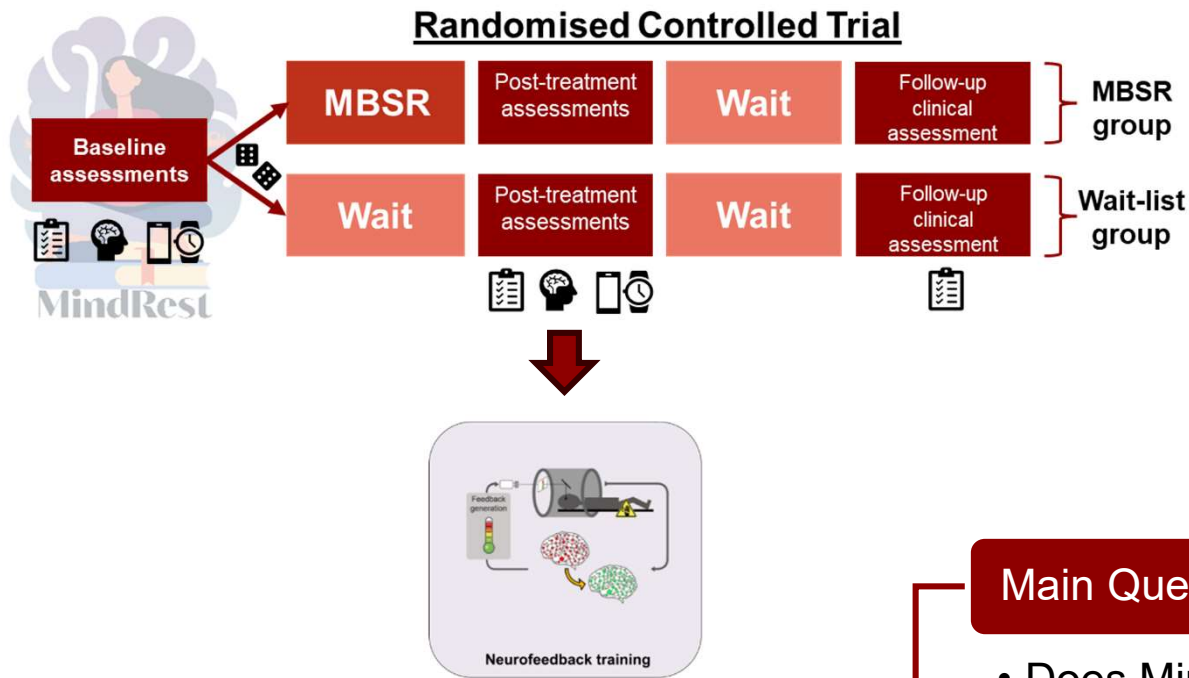 Randomised Controlled Trial
MBSR
Post-treatment
assessments
Wait
Follow-up
clinical
assessment
MBSR
group
Baseline
assessments
Wait
Post-treatment
assessments
Wait
Follow-up
clinical
assessment
Wait-list
group
MindRest
Feedback
generation
Neurofeedback training
Main Que
• Does Mi